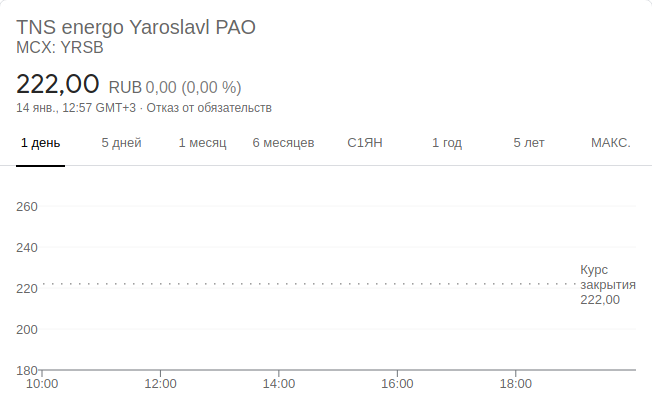 TNS energo Yaroslavl PAO
MCX: YRSB
222,00 RUB 0,00 (0,00 %)
14 янв., 12:57 GMT+3 · Отказ от обязательств
1 день 5 дней 1 месяц 6 месяцев С1ЯН 1 год 5 лет МАКС.
260
240
220
200
180
Курс
закрытия
222,00
10:00 12:00 14:00 16:00 18:00